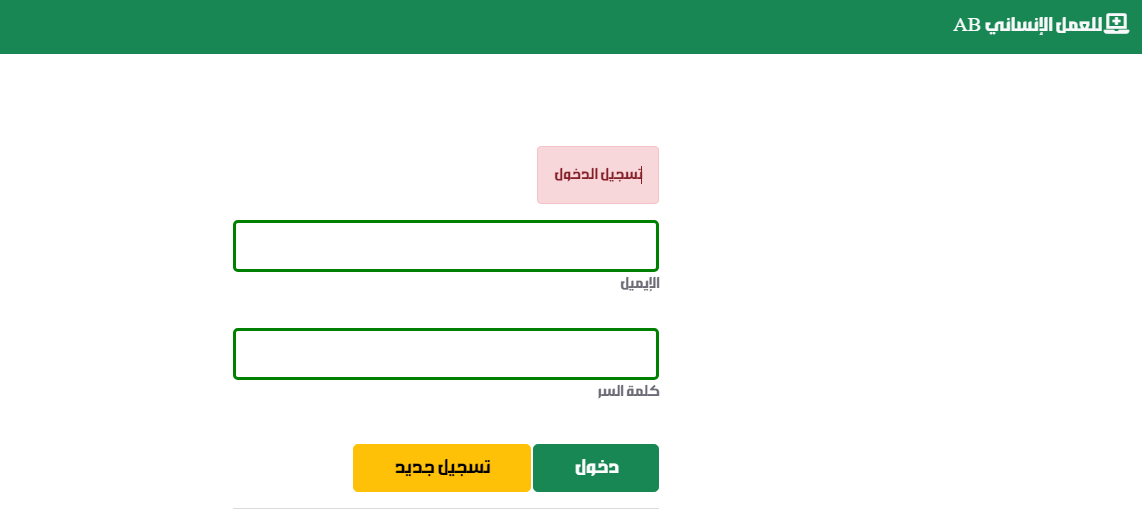 للعمل الإنساني AB
تسجيل الدخول
الإيميل
كلمة السر
دخول
تسجيل جديد